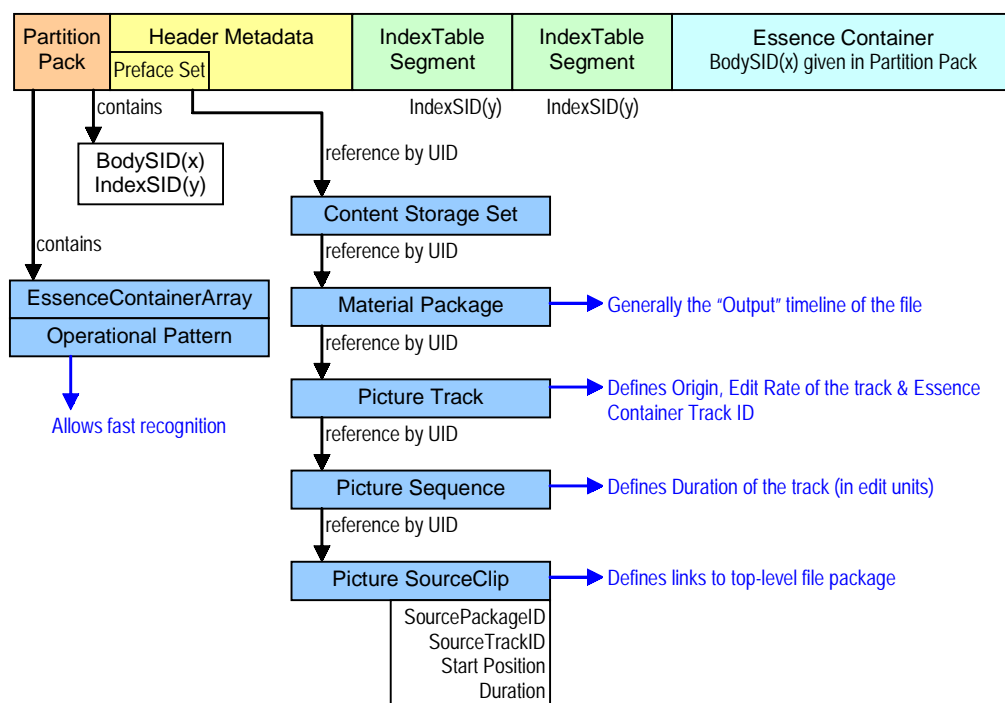 Partition Pack
Header Metadata
Preface Set
IndexTable Segment
IndexTable Segment
Essence Container
BodySID(x) given in Partition Pack
IndexSID(y)
IndexSID(y)
contains
BodySID(x)
IndexSID(y)
reference by UID
Content Storage Set
contains
reference by UID
EssenceContainerArray
Operational Pattern
Allows fast recognition
Material Package
Generally the “Output” timeline of the file
reference by UID
Picture Track
Defines Origin, Edit Rate of the track & Essence
Container Track ID
reference by UID
Picture Sequence
Defines Duration of the track (in edit units)
reference by UID
Picture SourceClip
Defines links to top-level file package
SourcePackageID
SourceTrackID
Start Position
Duration